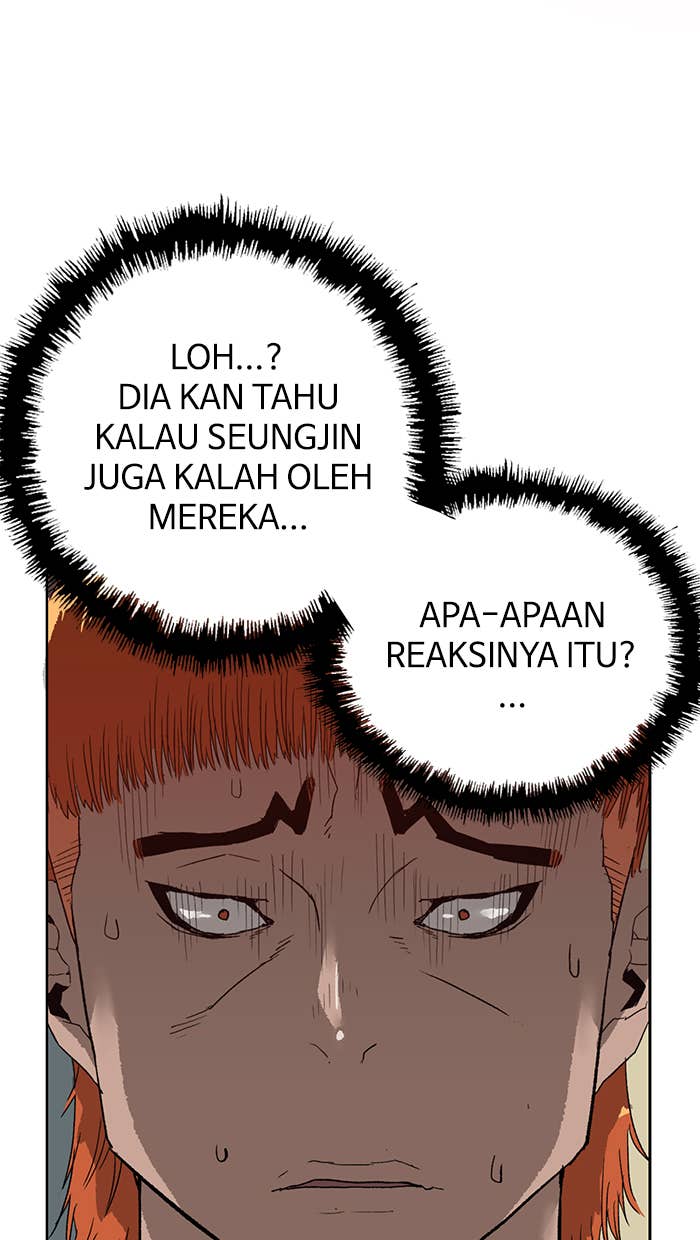 LOH...?
DIA KAN TAHU
KALAU SEUNGJIN
JUGA KALAH OLEH
MEREKA...
APA-APAAN
REAKSINYA ITU?
...